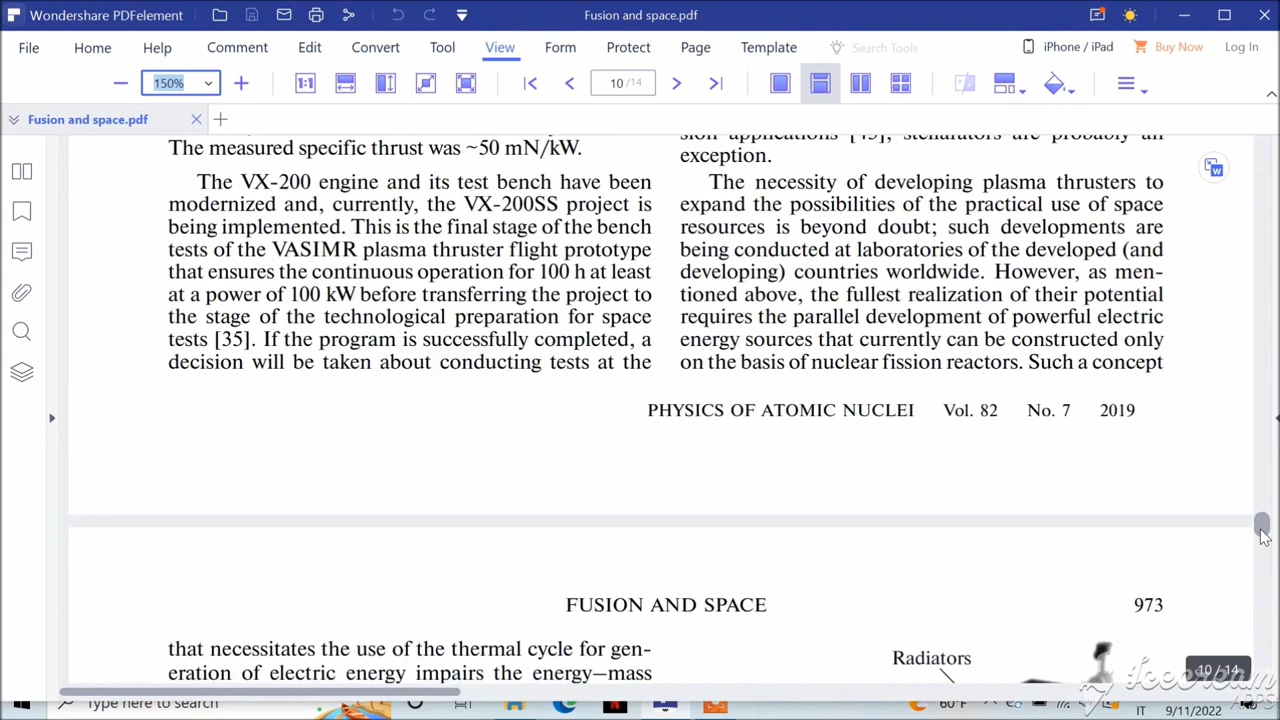 Wondershare PDFelement
Fusion and space.pdf
File Home Help Comment Edit Convert Tool View Form Protect Page Template Search Tools iPhone / iPad Buy Now Log In
150% 1:1 10 /14
Fusion and space.pdf
The measured specific thrust was ~50 mN/kW.
The VX-200 engine and its test bench have been
modernized and, currently, the VX-200SS project is
being implemented. This is the final stage of the bench
tests of the VASIMR plasma thruster flight prototype
that ensures the continuous operation for 100 h at least
at a power of 100 kW before transferring the project to
the stage of the technological preparation for space
tests [35]. If the program is successfully completed, a
decision will be taken about conducting tests at the
sion applications [45], stellarators are probably an
exception.
The necessity of developing plasma thrusters to
expand the possibilities of the practical use of space
resources is beyond doubt; such developments are
being conducted at laboratories of the developed (and
developing) countries worldwide. However, as men-
tioned above, the fullest realization of their potential
requires the parallel development of powerful electric
energy sources that currently can be constructed only
on the basis of nuclear fission reactors. Such a concept
PHYSICS OF ATOMIC NUCLEI Vol. 82 No. 7 2019
FUSION AND SPACE 973
that necessitates the use of the thermal cycle for gen-
eration of electric energy impairs the energy–mass
Radiators
10 / 14
Icecream
APPS
Type here to search
60°F
IT 9/11/2022